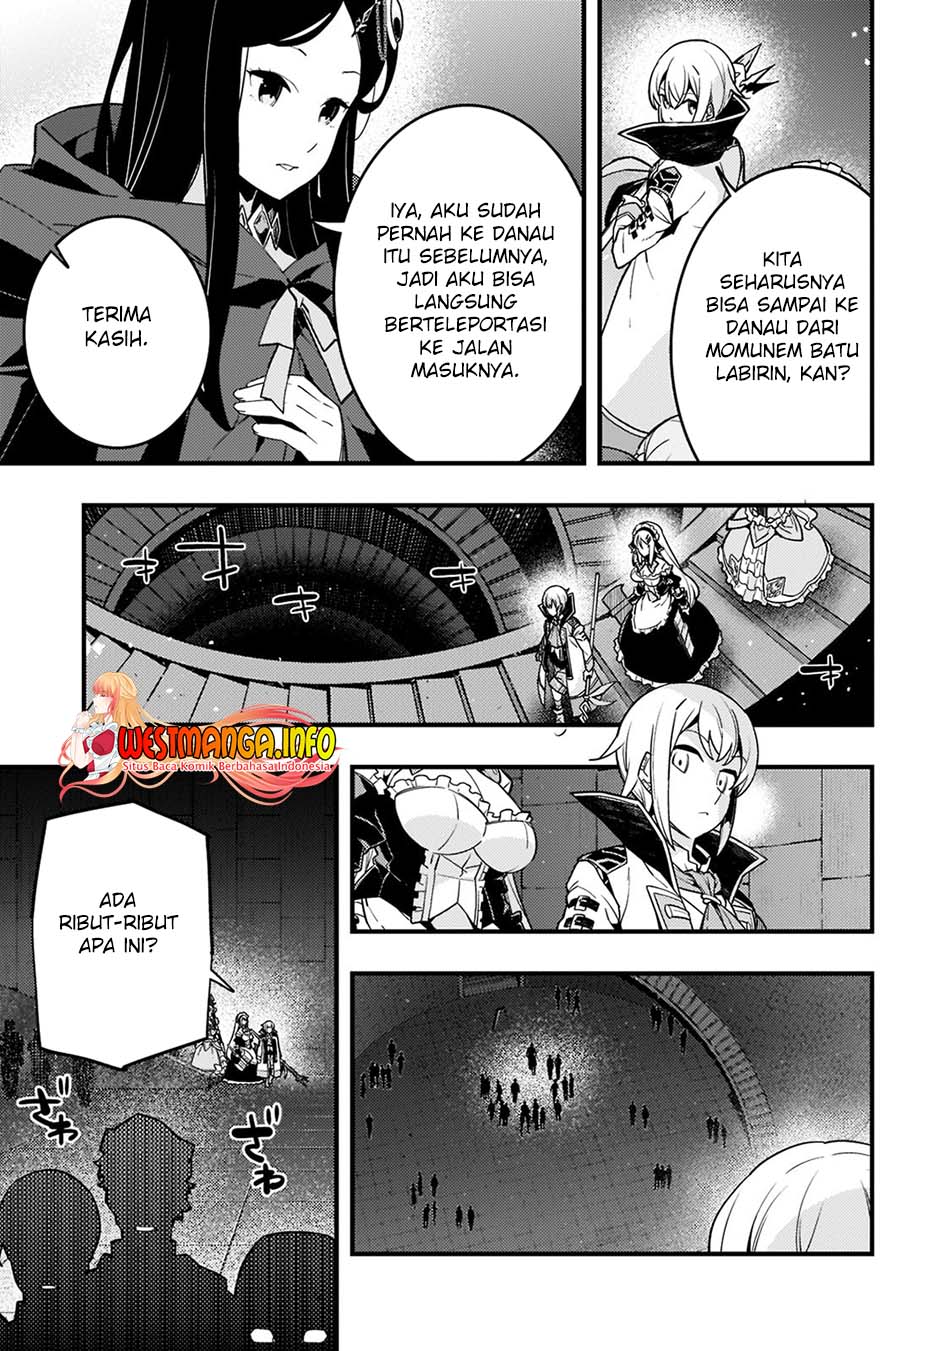 KITA
SEHARUSNYA
BISA SAMPAI KE
DANAU DARI
MOMUNEM BATU
LABIRIN, KAN?
IYA, AKU SUDAH
PERNAH KE DANAU
ITU SEBELUMNYA,
JADI AKU BISA
LANGSUNG
BERTELEPORTASI
KE JALAN
MASUKNYA.
TERIMA
KASIH.
キ
キ
キ
キ
キ
WESTMANGA.INFO
Situs Baca Komik Berbahasa Indonesia
ADA
RIBUT-RIBUT
APA INI?
ざわ
ざわ